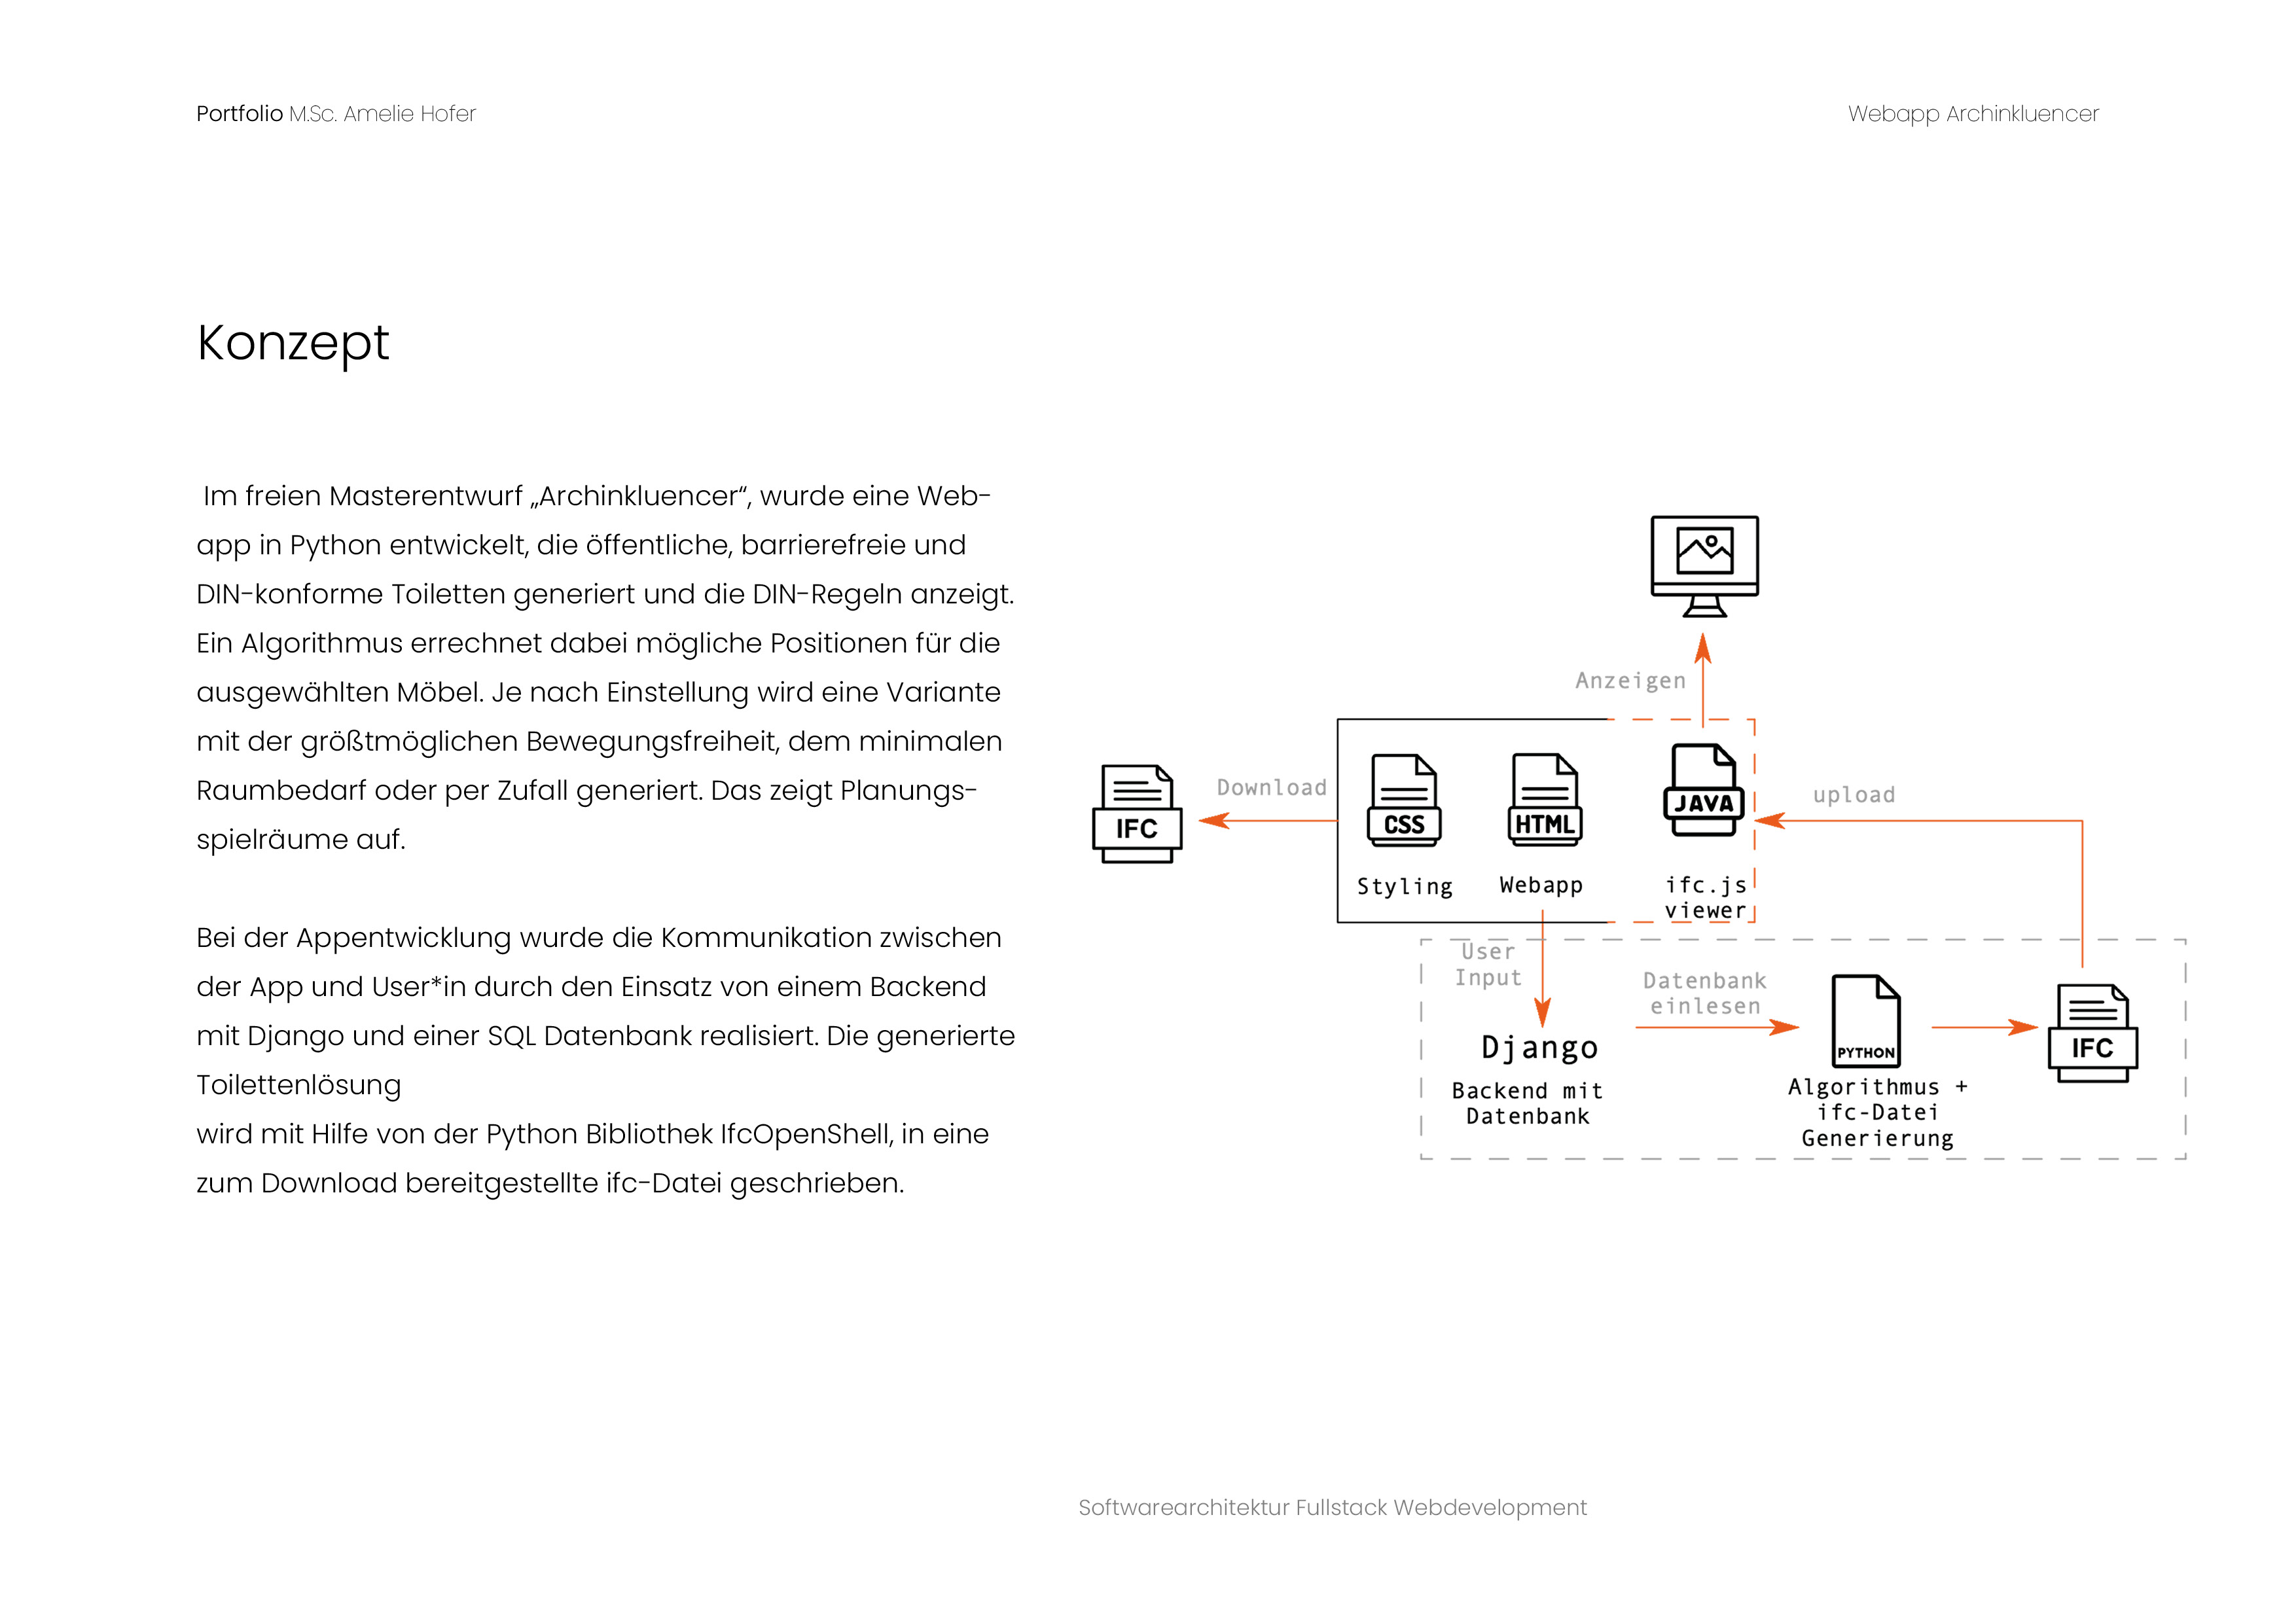 Portfolio M.Sc. Amelie Hofer
Webapp Archinkluencer
Konzept
Im freien Masterentwurf „Archinkluencer“, wurde eine Web-
app in Python entwickelt, die öffentliche, barrierefreie und
DIN-konforme Toiletten generiert und die DIN-Regeln anzeigt.
Ein Algorithmus errechnet dabei mögliche Positionen für die
ausgewählten Möbel. Je nach Einstellung wird eine Variante
mit der größtmöglichen Bewegungsfreiheit, dem minimalen
Raumbedarf oder per Zufall generiert. Das zeigt Planungs-
spielräume auf.
Bei der Appentwicklung wurde die Kommunikation zwischen
der App und User*in durch den Einsatz von einem Backend
mit Django und einer SQL Datenbank realisiert. Die generierte
Toilettenlösung
wird mit Hilfe von der Python Bibliothek IfcOpenShell, in eine
zum Download bereitgestellte ifc-Datei geschrieben.
Anzeigen
IFC
Download
CSS
Styling
HTML
Webapp
JAVA
ifc.js
viewer
upload
User
Input
Django
Backend mit
Datenbank
Datenbank
einlesen
PYTHON
Algorithmus +
ifc-Datei
Generierung
IFC
Softwarearchitektur Fullstack Webdevelopment